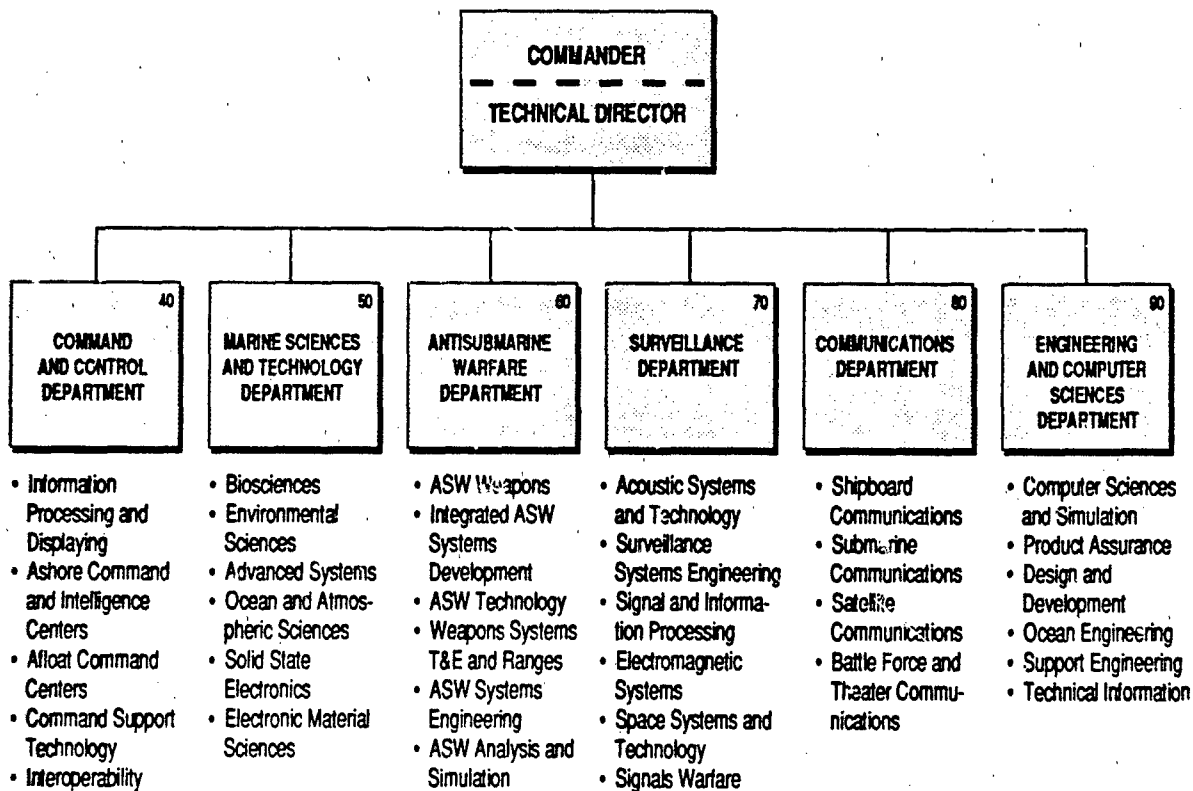 COMMANDER
TECHNICAL DIRECTOR
40
COMMAND
AND CONTROL
DEPARTMENT
• Information
Processing and
Displaying
• Ashore Command
and Intelligence
Centers
• Afloat Command
Centers
• Command Support
Technology
• Interoperability
50
MARINE SCIENCES
AND TECHNOLOGY
DEPARTMENT
• Biosciences
• Environmental
Sciences
• Advanced Systems
• Ocean and Atmos-
pheric Sciences
• Solid State
Electronics
• Electronic Material
Sciences
60
ANTISUBMARINE
WARFARE
DEPARTMENT
• ASW Weapons
• Integrated ASW
Systems
Development
• ASW Technology
• Weapons Systems
T&E and Ranges
• ASW Systems
Engineering
• ASW Analysis and
Simulation
70
SURVEILLANCE
DEPARTMENT
• Acoustic Systems
and Technology
• Surveillance
Systems Engineering
• Signal and Informa-
tion Processing
• Electromagnetic
Systems
• Space Systems and
Technology
• Signals Warfare
80
COMMUNICATIONS
DEPARTMENT
• Shipboard
Communications
• Submarine
Communications
• Satellite
Communications
• Battle Force and
Theater Commu-
nications
90
ENGINEERING
AND COMPUTER
SCIENCES
DEPARTMENT
• Computer Sciences
and Simulation
• Product Assurance
• Design and
Development
• Ocean Engineering
• Support Engineering
• Technical Information